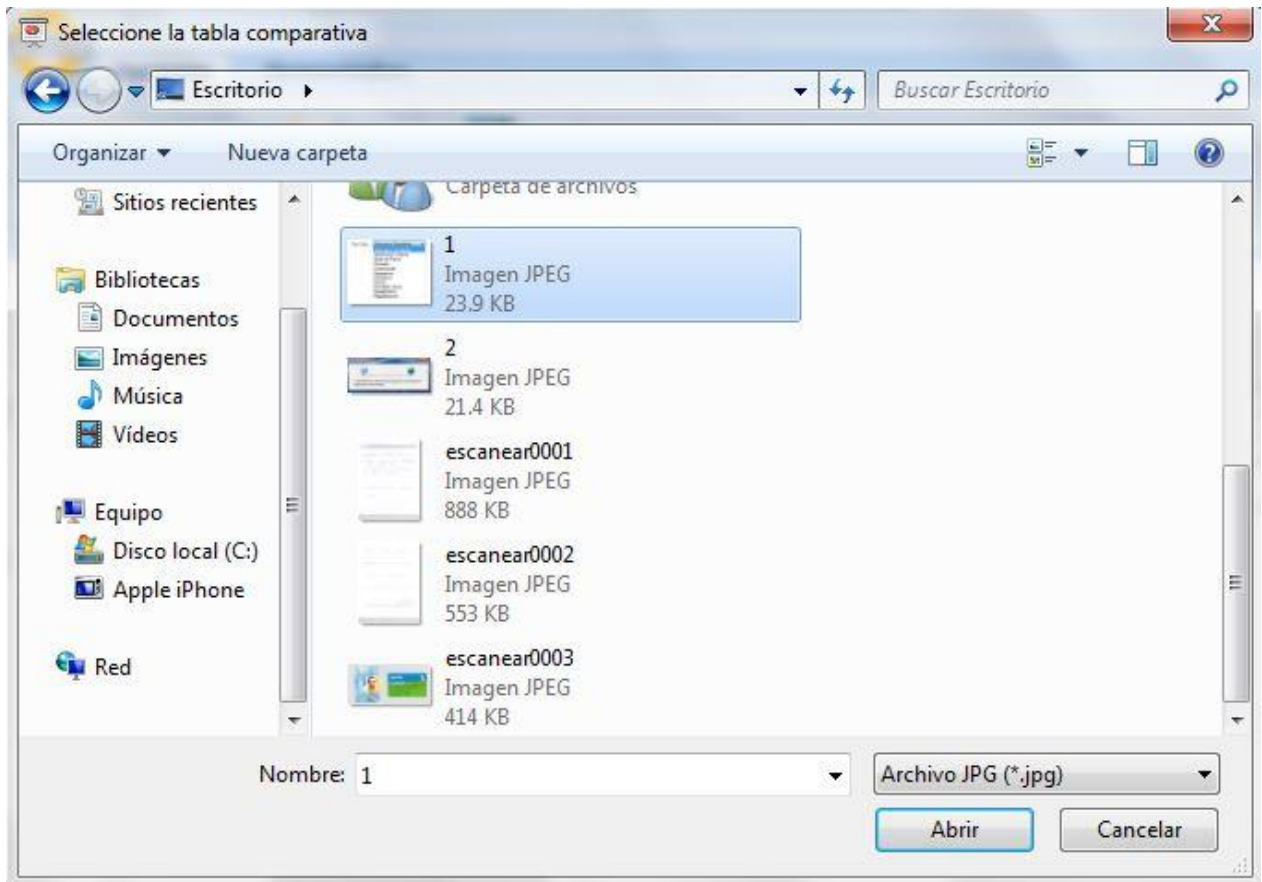 Seleccione la tabla comparativa
Escritorio
Buscar Escritorio
Organizar
Nueva carpeta
Sitios recientes
Bibliotecas
Documentos
Imágenes
Música
Vídeos
Equipo
Disco local (C:)
Apple iPhone
Red
Carpeta de archivos
1
Imagen JPEG
23.9 KB
2
Imagen JPEG
21.4 KB
escanear0001
Imagen JPEG
888 KB
escanear0002
Imagen JPEG
553 KB
escanear0003
Imagen JPEG
414 KB
Nombre: 1
Archivo JPG (*.jpg)
Abrir
Cancelar